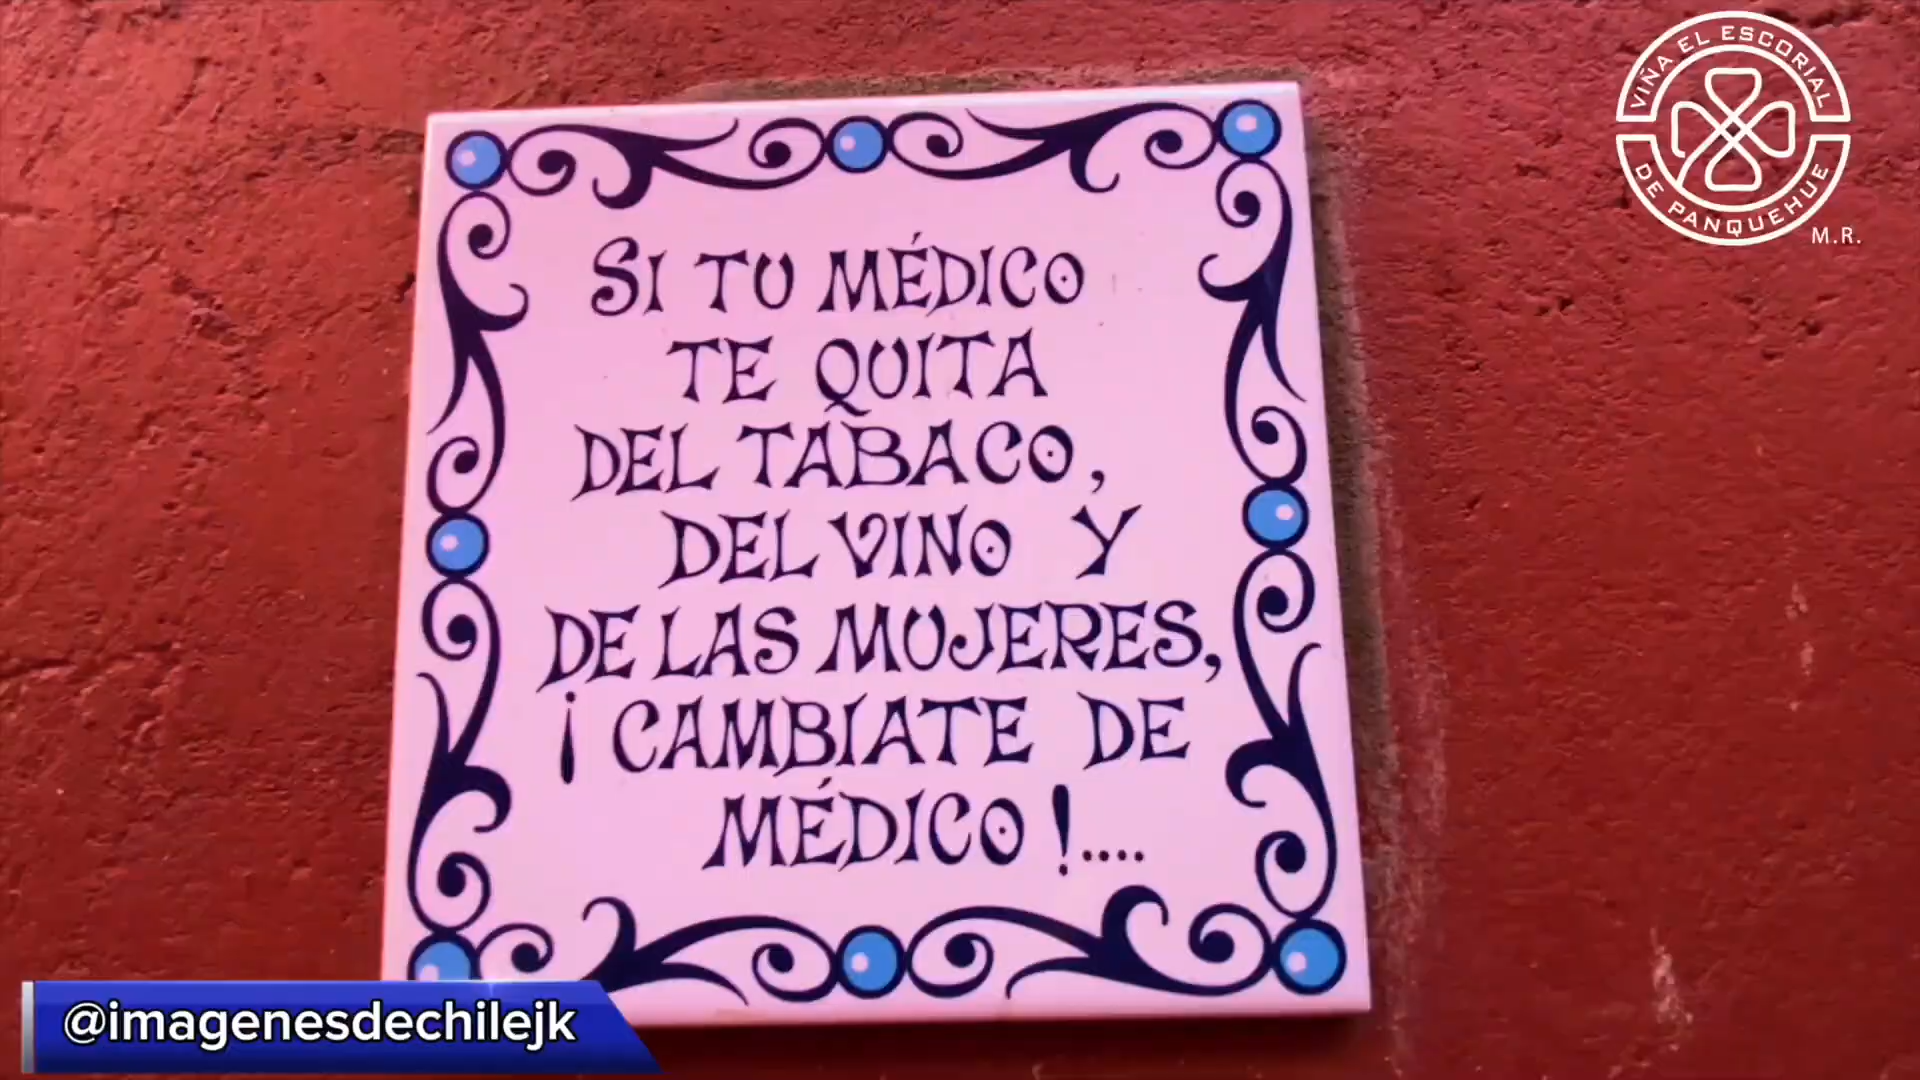 VIÑA EL ESCORIAL
DE PANQUEHUE
M.R.
SI TU MÉDICO
TE QUITA
DEL TABACO,
DEL VINO Y
DE LAS MUJERES,
¡CAMBIATE DE
MÉDICO!....
@imagenesdechilejk